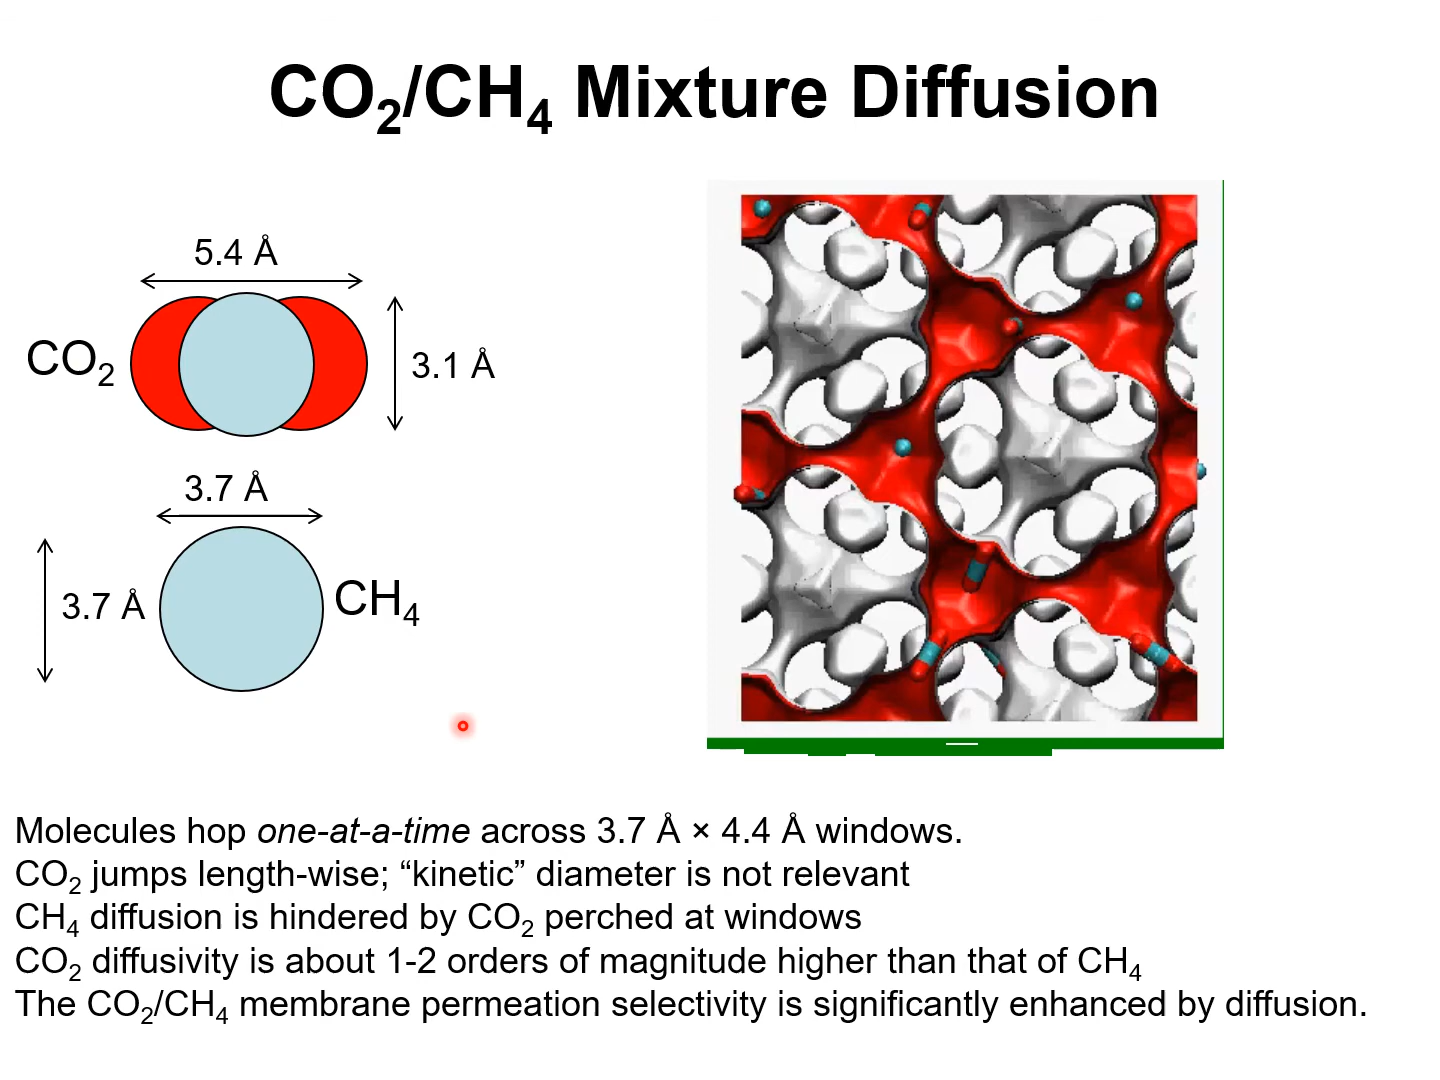 CO₂/CH₄ Mixture Diffusion
5.4 Å
CO₂
3.1 Å
3.7 Å
3.7 Å
CH₄
Molecules hop one-at-a-time across 3.7 Å × 4.4 Å windows.
CO₂ jumps length-wise; “kinetic” diameter is not relevant
CH₄ diffusion is hindered by CO₂ perched at windows
CO₂ diffusivity is about 1-2 orders of magnitude higher than that of CH₄
The CO₂/CH₄ membrane permeation selectivity is significantly enhanced by diffusion.